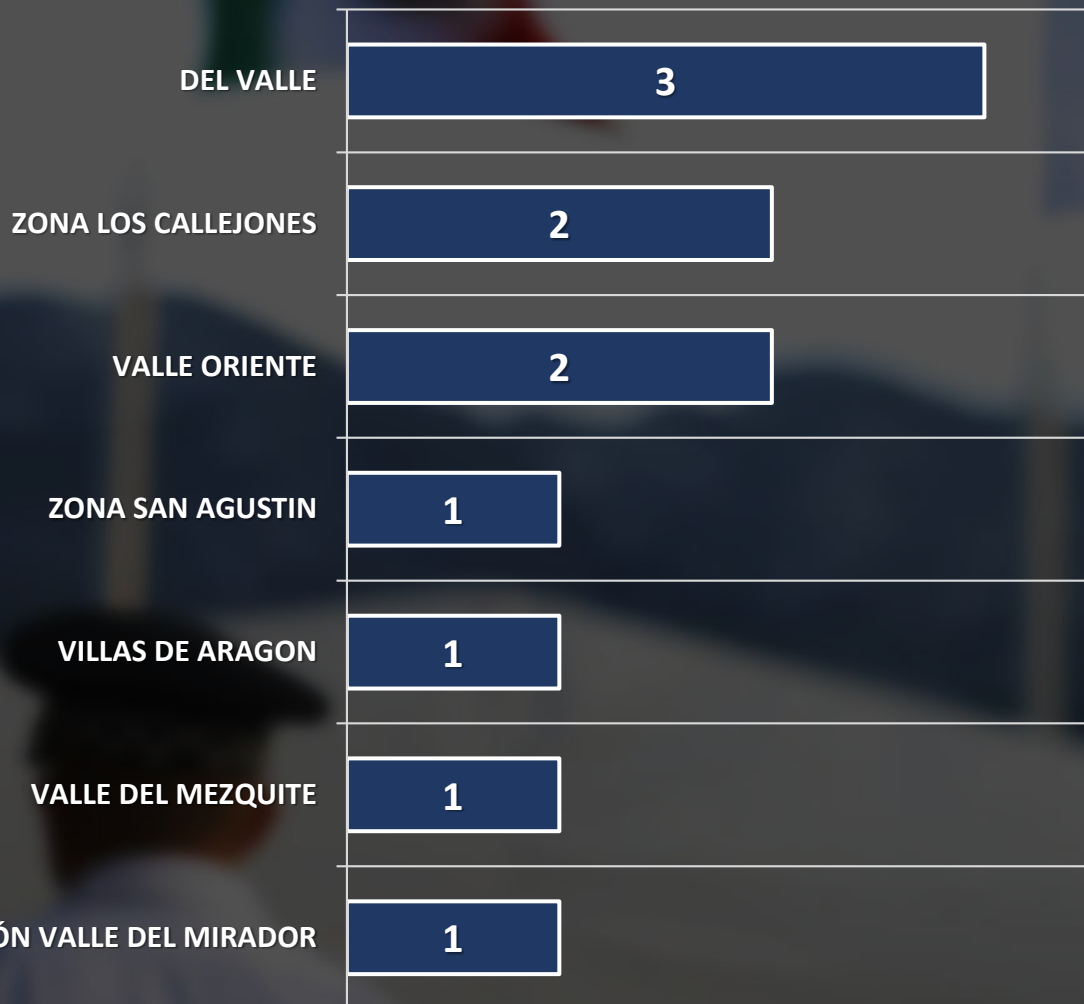 DEL VALLE 3
ZONA LOS CALLEJONES 2
VALLE ORIENTE 2
ZONA SAN AGUSTIN 1
VILLAS DE ARAGON 1
VALLE DEL MEZQUITE 1
VALLE DEL MIRADOR 1